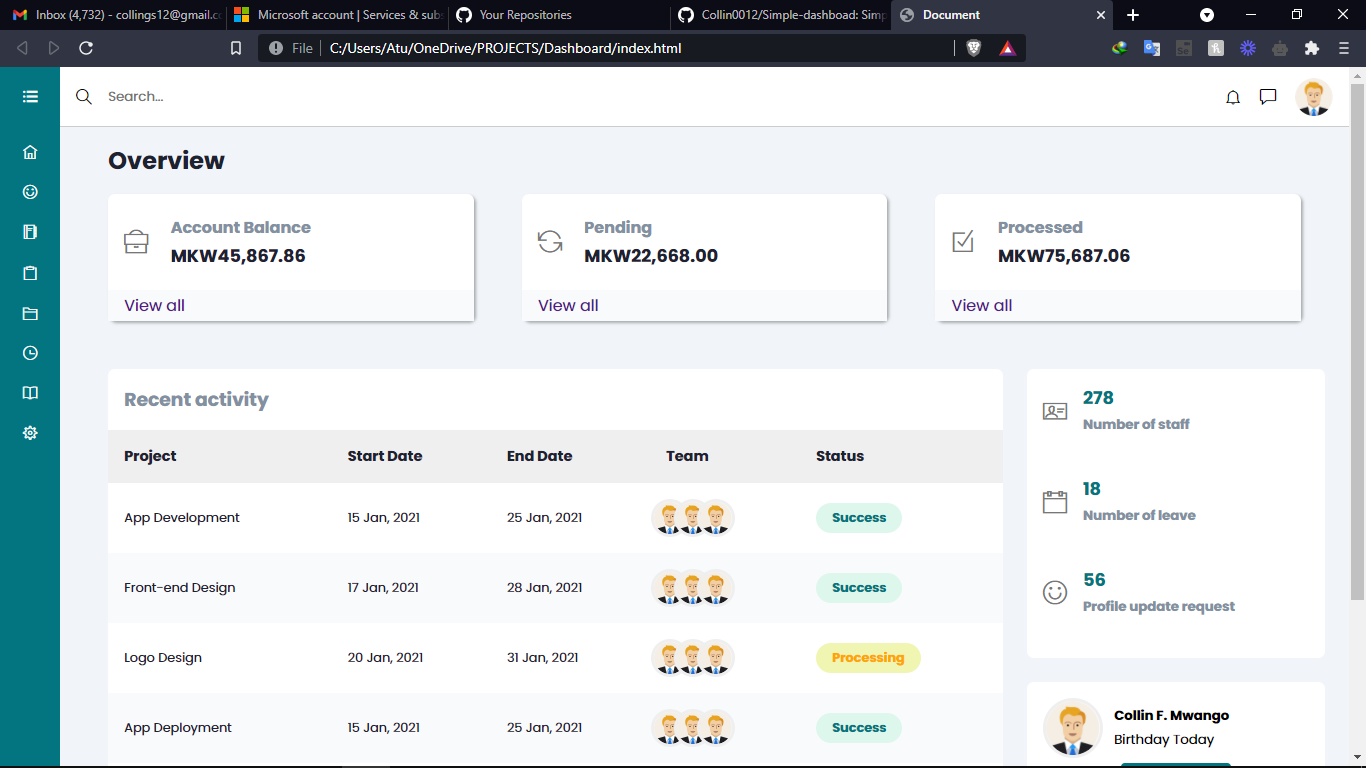 Inbox (4,732) - collings12@gmail.c
Microsoft account | Services & sub
Your Repositories
Collin0012/Simple-dashboad: Simp
Document
File
C:/Users/Atu/OneDrive/PROJECTS/Dashboard/index.html
Search...
Overview
Account Balance
MKW45,867.86
View all
Pending
MKW22,668.00
View all
Processed
MKW75,687.06
View all
Recent activity
Project Start Date End Date Team Status
App Development 15 Jan, 2021 25 Jan, 2021 Success
Front-end Design 17 Jan, 2021 28 Jan, 2021 Success
Logo Design 20 Jan, 2021 31 Jan, 2021 Processing
App Deployment 15 Jan, 2021 25 Jan, 2021 Success
278
Number of staff
18
Number of leave
56
Profile update request
Collin F. Mwango
Birthday Today